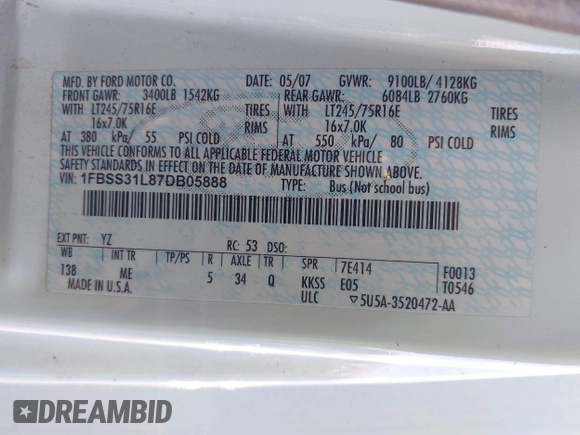 MFD. BY FORD MOTOR CO.
DATE: 05/07 GVWR: 9100LB/ 4128KG
FRONT GAWR: 3400LB 1542KG REAR GAWR: 6084LB 2760KG
WITH LT245/75R16E TIRES WITH LT245/75R16E TIRES
16x7.0K RIMS 16x7.0K RIMS
AT 380 kPa/ 55 PSI COLD AT 550 kPa/ 80 PSI COLD
THIS VEHICLE CONFORMS TO ALL APPLICABLE FEDERAL MOTOR VEHICLE
SAFETY STANDARDS IN EFFECT ON THE DATE OF MANUFACTURE SHOWN ABOVE.
VIN: 1FBSS31L87DB05888 TYPE: Bus (Not school bus)
EXT PNT: YZ RC: 53 DSO:
WB INT TR TP/PS R AXLE TR SPR 7E414 F0013
138 ME 5 34 Q KKSS E05 T0546
MADE IN U.S.A. ULC ▽5U5A-3520472-AA
DREAMBID